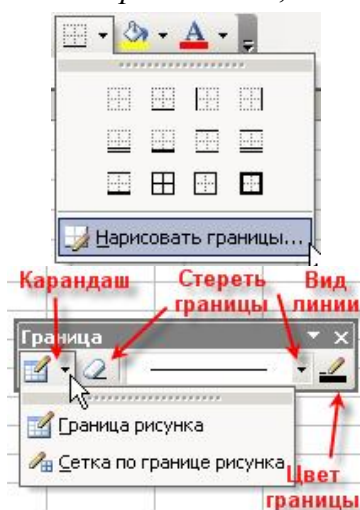 Нарисовать границы...
Карандаш
Стереть границы
Вид линии
Граница
Граница рисунка
Сетка по границе рисунка
Цвет границы